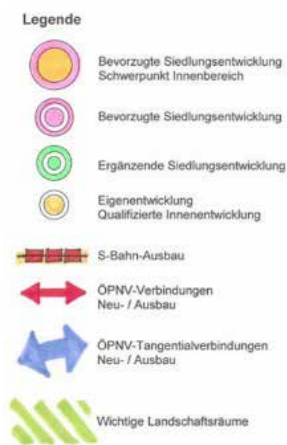 Legende
Bevorzugte Siedlungsentwicklung
Schwerpunkt Innenbereich
Bevorzugte Siedlungsentwicklung
Ergänzende Siedlungsentwicklung
Eigenentwicklung
Qualifizierte Innenentwicklung
S-Bahn-Ausbau
ÖPNV-Verbindungen
Neu- / Ausbau
ÖPNV-Tangentialverbindungen
Neu- / Ausbau
Wichtige Landschaftsräume